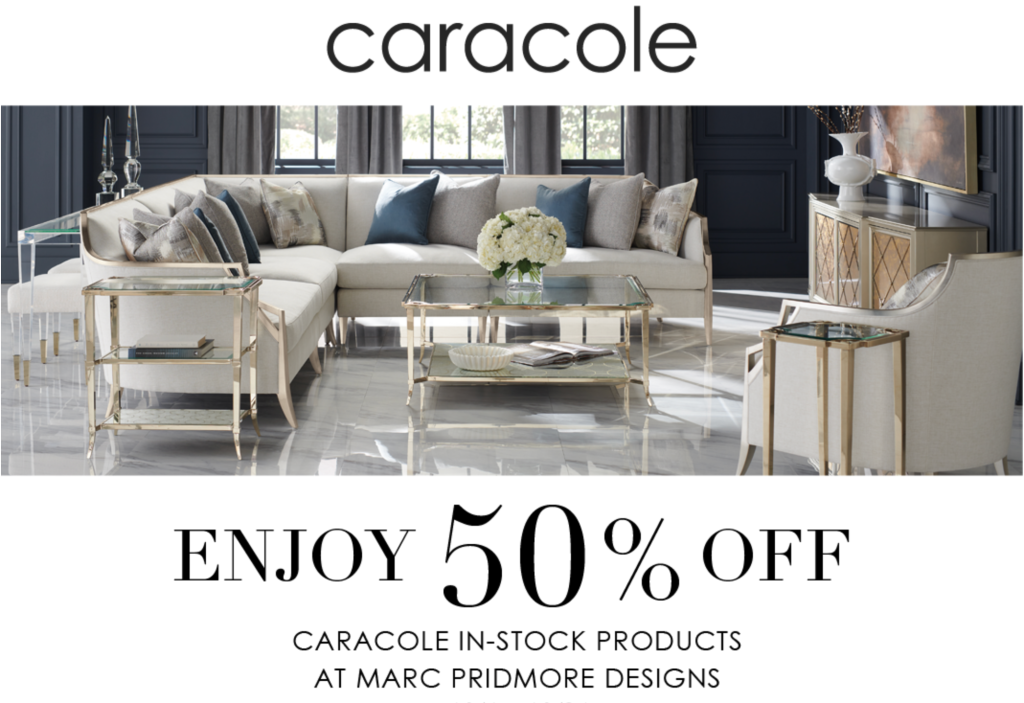 caracole
ENJOY 50% OFF
CARACOLE IN-STOCK PRODUCTS
AT MARC PRIDMORE DESIGNS